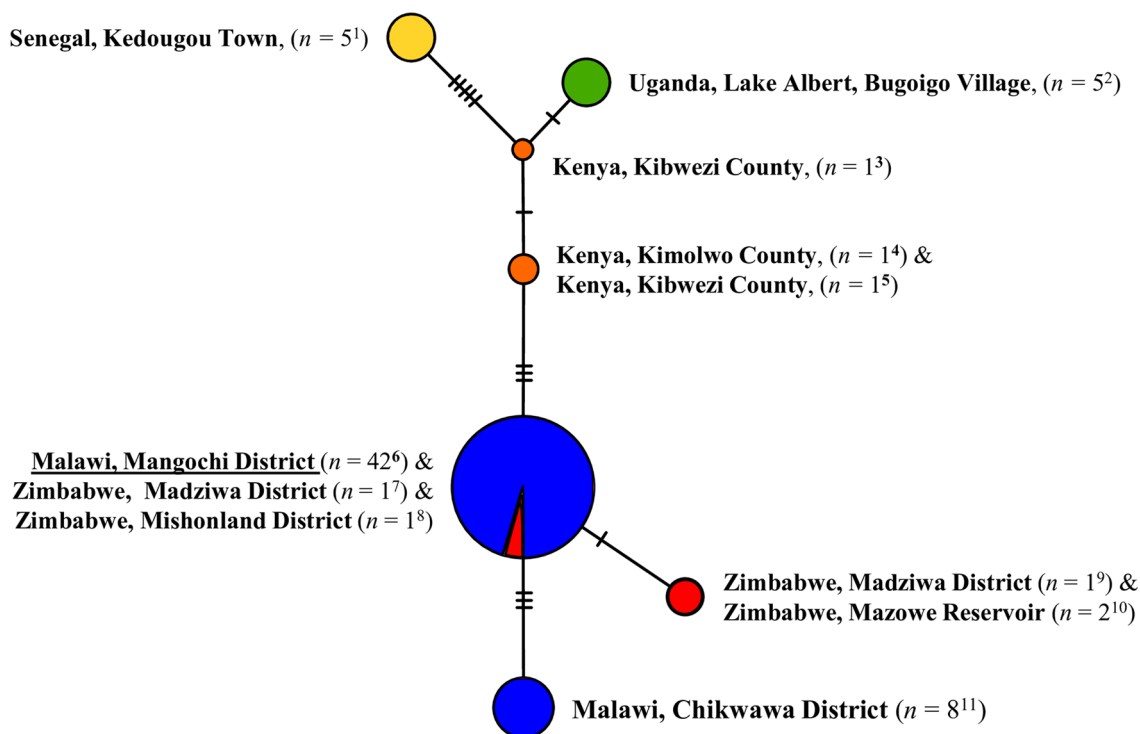 Senegal, Kedougou Town, (n = 5¹)
Uganda, Lake Albert, Bugoigo Village, (n = 5²)
Kenya, Kibwezi County, (n = 1³)
Kenya, Kimolwo County, (n = 1⁴) &
Kenya, Kibwezi County, (n = 1⁵)
Malawi, Mangochi District (n = 42⁶) &
Zimbabwe, Madziwa District (n = 1⁷) &
Zimbabwe, Mishonland District (n = 1⁸)
Zimbabwe, Madziwa District (n = 1⁹) &
Zimbabwe, Mazowe Reservoir (n = 2¹⁰)
Malawi, Chikwawa District (n = 8¹¹)